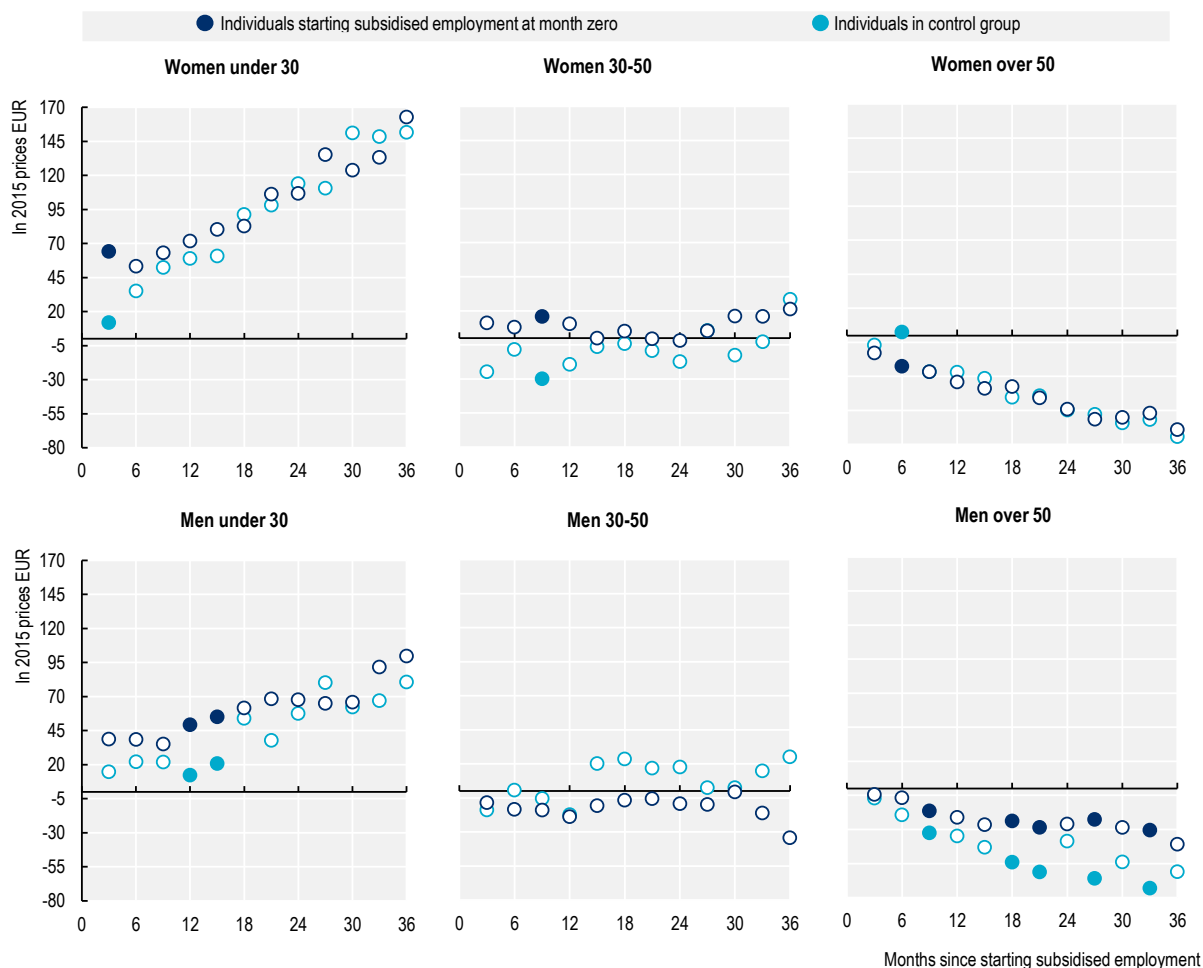 Individuals starting subsidised employment at month zero
Individuals in control group
Women under 30
Women 30-50
Women over 50
In 2015 prices EUR
170
145
120
95
70
45
20
-5
-30
-55
-80
0 6 12 18 24 30 36
0 6 12 18 24 30 36
0 6 12 18 24 30 36
Men under 30
Men 30-50
Men over 50
In 2015 prices EUR
170
145
120
95
70
45
20
-5
-30
-55
-80
0 6 12 18 24 30 36
0 6 12 18 24 30 36
0 6 12 18 24 30 36
Months since starting subsidised employment